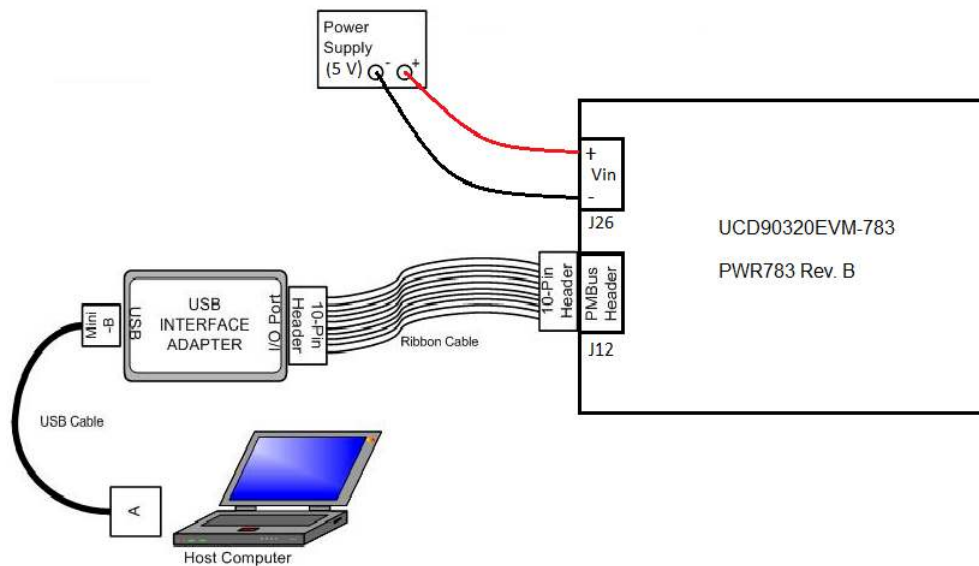 Power
Supply
(5 V)
- +
+
Vin
-
J26
UCD90320EVM-783
PWR783 Rev. B
10-Pin
Header
PMBus
Header
J12
Mini
-B
USB
USB
INTERFACE
ADAPTER
I/O Port
10-Pin
Header
Ribbon Cable
USB Cable
A
Host Computer